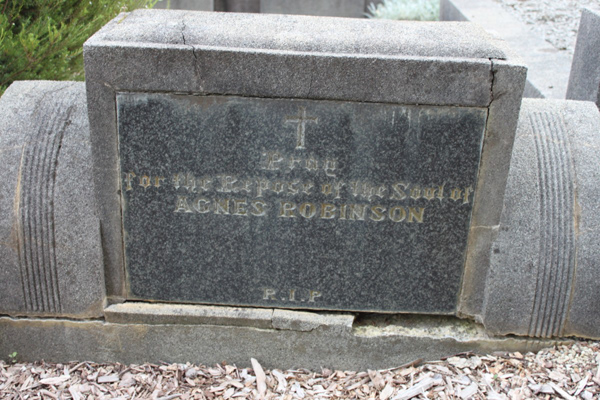 Pray
for the Repose of the Soul of
AGNES ROBINSON
R.I.P